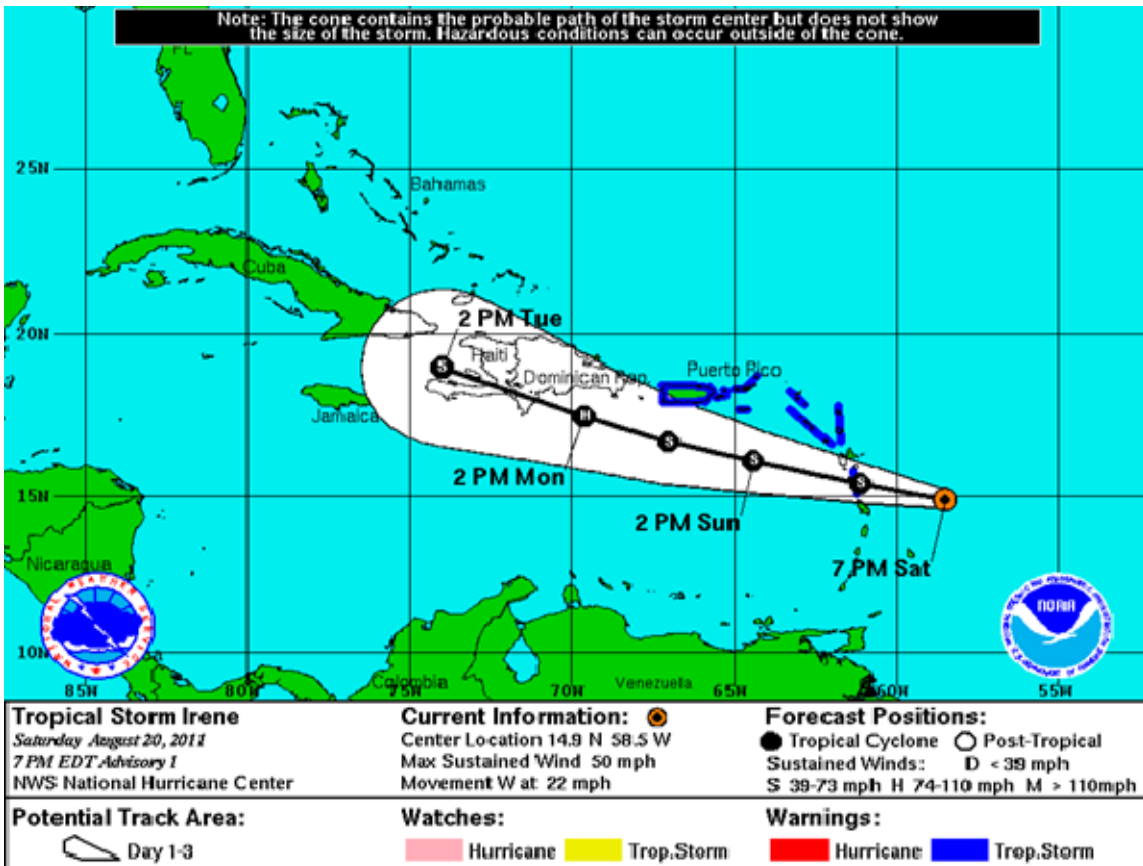 Note: The cone contains the probable path of the storm center but does not show
the size of the storm. Hazardous conditions can occur outside of the cone.
FL
25N
Bahamas
Cuba
20N
2 PM Tue
Haiti
Dominican Rep.
Puerto Rico
Jamaica
S
H
S
S
S
2 PM Mon
15N
2 PM Sun
7 PM Sat
Nicaragua
NATIONAL WEATHER SERVICE
NOAA
10N
Colombia
Venezuela
85W 80W 75W 70W 65W 60W 55W
Tropical Storm Irene
Saturday August 20, 2011
7 PM EDT Advisory 1
NWS National Hurricane Center
Current Information:
Center Location 14.9 N 58.5 W
Max Sustained Wind 50 mph
Movement W at 22 mph
Forecast Positions:
Tropical Cyclone Post-Tropical
Sustained Winds: D < 39 mph
S 39-73 mph H 74-110 mph M > 110mph
Potential Track Area:
Day 1-3
Watches:
Hurricane Trop.Storm
Warnings:
Hurricane Trop.Storm